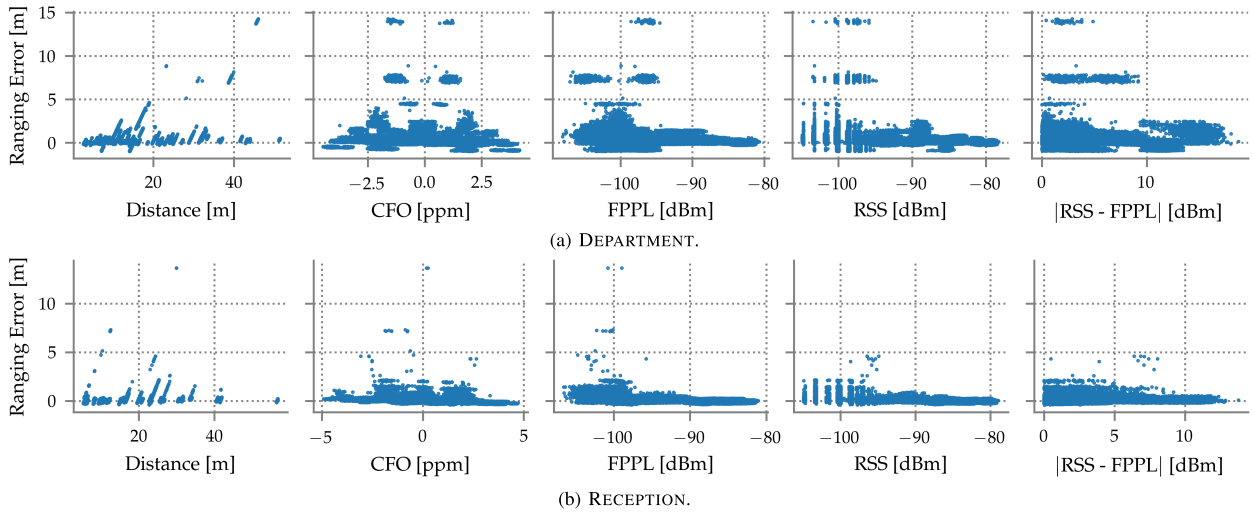 Ranging Error [m]
15
10
5
0
20 40
Distance [m]
−2.5 0.0 2.5
CFO [ppm]
−100 −90 −80
FPPL [dBm]
−100 −90 −80
RSS [dBm]
0 10
|RSS - FPPL| [dBm]
(a) DEPARTMENT.
Ranging Error [m]
10
5
0
20 40
Distance [m]
−5 0 5
CFO [ppm]
−100 −90 −80
FPPL [dBm]
−100 −90 −80
RSS [dBm]
0 5 10
|RSS - FPPL| [dBm]
(b) RECEPTION.